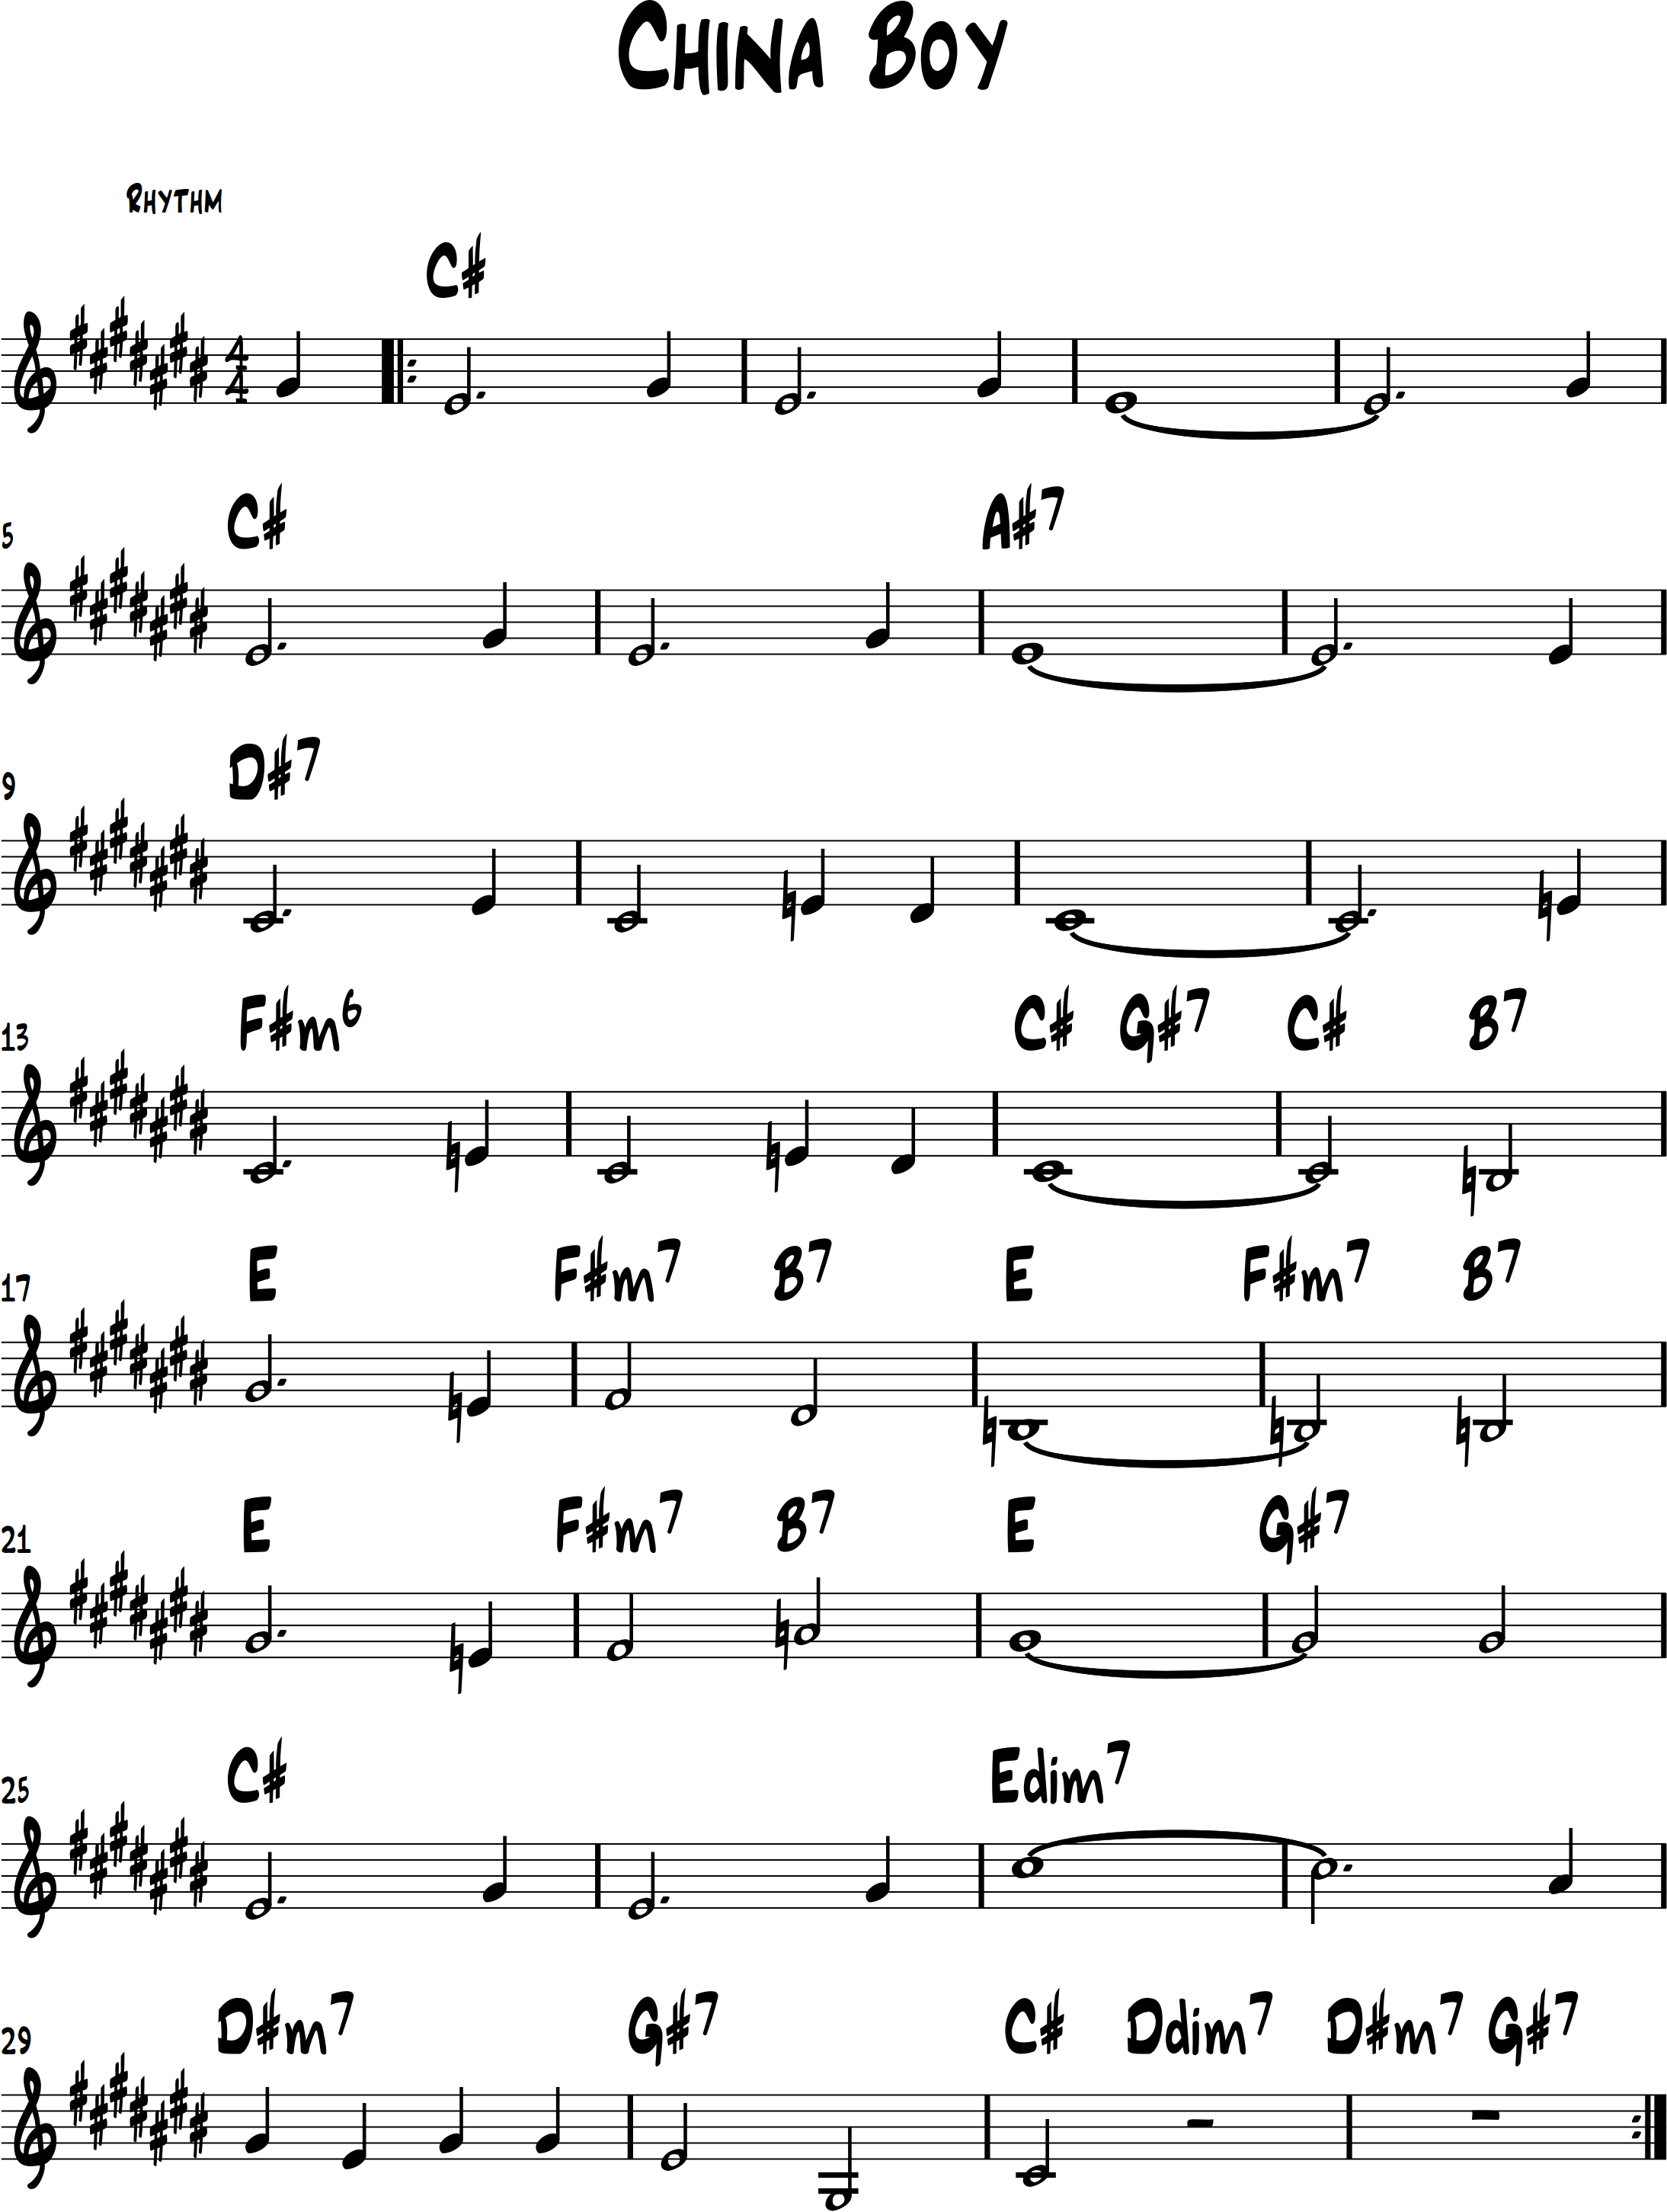 China Boy
Rhythm
C#
4
4
5
C# A#7
9
D#7
13
F#m6 C# G#7 C# B7
17
E F#m7 B7 E F#m7 B7
21
E F#m7 B7 E G#7
25
C# Edim7
29
D#m7 G#7 C# Ddim7 D#m7 G#7